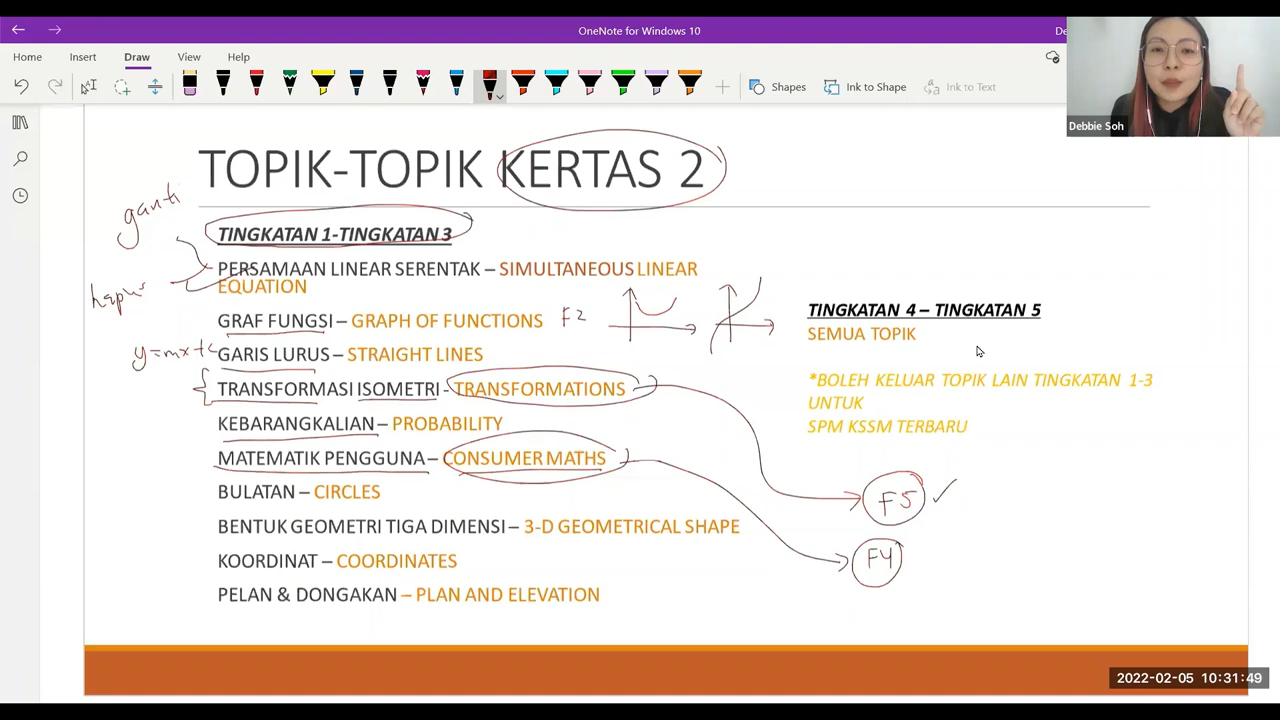 OneNote for Windows 10
De
Home Insert Draw View Help
Shapes Ink to Shape Ink to Text
Debbie Soh
TOPIK-TOPIK KERTAS 2
ganti
TINGKATAN 1-TINGKATAN 3
PERSAMAAN LINEAR SERENTAK – SIMULTANEOUS LINEAR
EQUATION
hapus
GRAF FUNGSI – GRAPH OF FUNCTIONS F2
y=mx+c GARIS LURUS – STRAIGHT LINES
TRANSFORMASI ISOMETRI - TRANSFORMATIONS
KEBARANGKALIAN – PROBABILITY
MATEMATIK PENGGUNA – CONSUMER MATHS
BULATAN – CIRCLES
BENTUK GEOMETRI TIGA DIMENSI – 3-D GEOMETRICAL SHAPE
KOORDINAT – COORDINATES
PELAN & DONGAKAN – PLAN AND ELEVATION
TINGKATAN 4 – TINGKATAN 5
SEMUA TOPIK
*BOLEH KELUAR TOPIK LAIN TINGKATAN 1-3
UNTUK
SPM KSSM TERBARU
F5
F4
2022-02-05 10:31:49